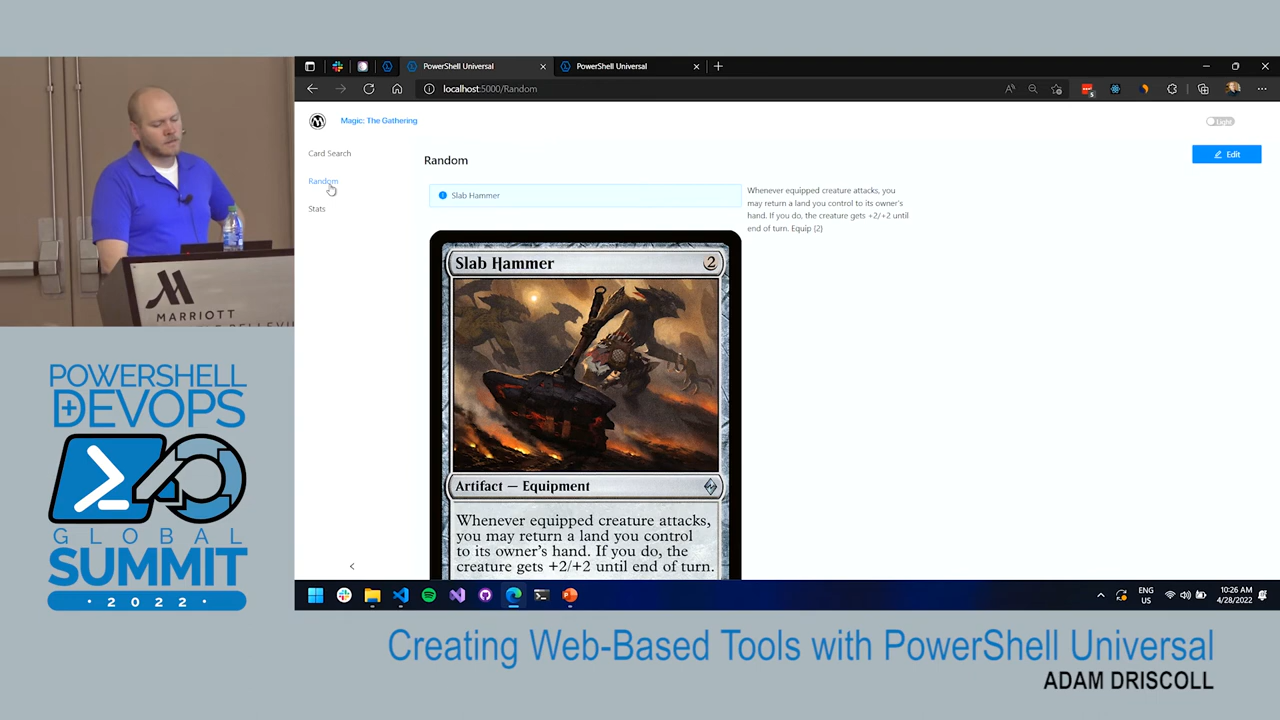 PowerShell Universal
PowerShell Universal
localhost:5000/Random
Magic: The Gathering
Light
Card Search
Random
Stats
Random
Edit
Slab Hammer
Whenever equipped creature attacks, you
may return a land you control to its owner's
hand. If you do, the creature gets +2/+2 until
end of turn. Equip {2}
Slab Hammer
2
Artifact — Equipment
Whenever equipped creature attacks,
you may return a land you control
to its owner's hand. If you do, the
creature gets +2/+2 until end of turn.
ENG
US
10:26 AM
4/28/2022
MARRIOTT
POWERSHELL
+DEVOPS
GLOBAL
SUMMIT
· 2022 ·
Creating Web-Based Tools with PowerShell Universal
ADAM DRISCOLL